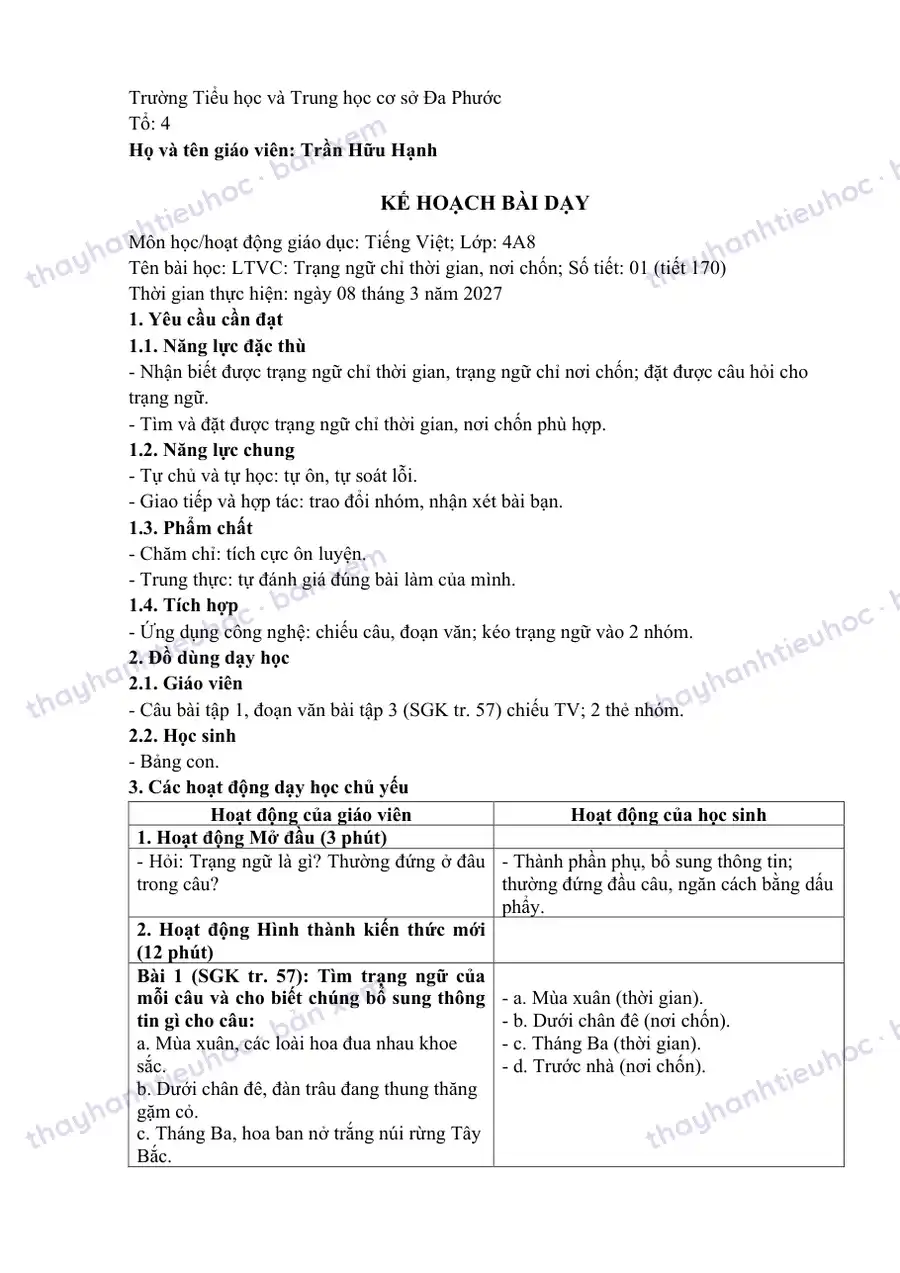 Trường Tiểu học và Trung học cơ sở Đa Phước
Tổ: 4
Họ và tên giáo viên: Trần Hữu Hạnh
KẾ HOẠCH BÀI DẠY
Môn học/hoạt động giáo dục: Tiếng Việt; Lớp: 4A8
Tên bài học: LTVC: Trạng ngữ chỉ thời gian, nơi chốn; Số tiết: 01 (tiết 170)
Thời gian thực hiện: ngày 08 tháng 3 năm 2027
1. Yêu cầu cần đạt
1.1. Năng lực đặc thù
- Nhận biết được trạng ngữ chỉ thời gian, trạng ngữ chỉ nơi chốn; đặt được câu hỏi cho
trạng ngữ.
- Tìm và đặt được trạng ngữ chỉ thời gian, nơi chốn phù hợp.
1.2. Năng lực chung
- Tự chủ và tự học: tự ôn, tự soát lỗi.
- Giao tiếp và hợp tác: trao đổi nhóm, nhận xét bài bạn.
1.3. Phẩm chất
- Chăm chỉ: tích cực ôn luyện.
- Trung thực: tự đánh giá đúng bài làm của mình.
1.4. Tích hợp
- Ứng dụng công nghệ: chiếu câu, đoạn văn; kéo trạng ngữ vào 2 nhóm.
2. Đồ dùng dạy học
2.1. Giáo viên
- Câu bài tập 1, đoạn văn bài tập 3 (SGK tr. 57) chiếu TV; 2 thẻ nhóm.
2.2. Học sinh
- Bảng con.
3. Các hoạt động dạy học chủ yếu
Hoạt động của giáo viên
Hoạt động của học sinh
1. Hoạt động Mở đầu (3 phút)
- Hỏi: Trạng ngữ là gì? Thường đứng ở đâu
trong câu?
- Thành phần phụ, bổ sung thông tin;
thường đứng đầu câu, ngăn cách bằng dấu
phẩy.
2. Hoạt động Hình thành kiến thức mới
(12 phút)
Bài 1 (SGK tr. 57): Tìm trạng ngữ của
mỗi câu và cho biết chúng bổ sung thông
tin gì cho câu:
a. Mùa xuân, các loài hoa đua nhau khoe
sắc.
b. Dưới chân đê, đàn trâu đang thung thăng
gặm cỏ.
c. Tháng Ba, hoa ban nở trắng núi rừng Tây
Bắc.
- a. Mùa xuân (thời gian).
- b. Dưới chân đê (nơi chốn).
- c. Tháng Ba (thời gian).
- d. Trước nhà (nơi chốn).
thayhanhtieuhoc · bản xem
thayhanhtieuhoc · b
thayhanhtieuhoc · bản xem
thayhanhtieuhoc · b
thayhanhtieuhoc · bản xem
thayhanhtieuhoc · b